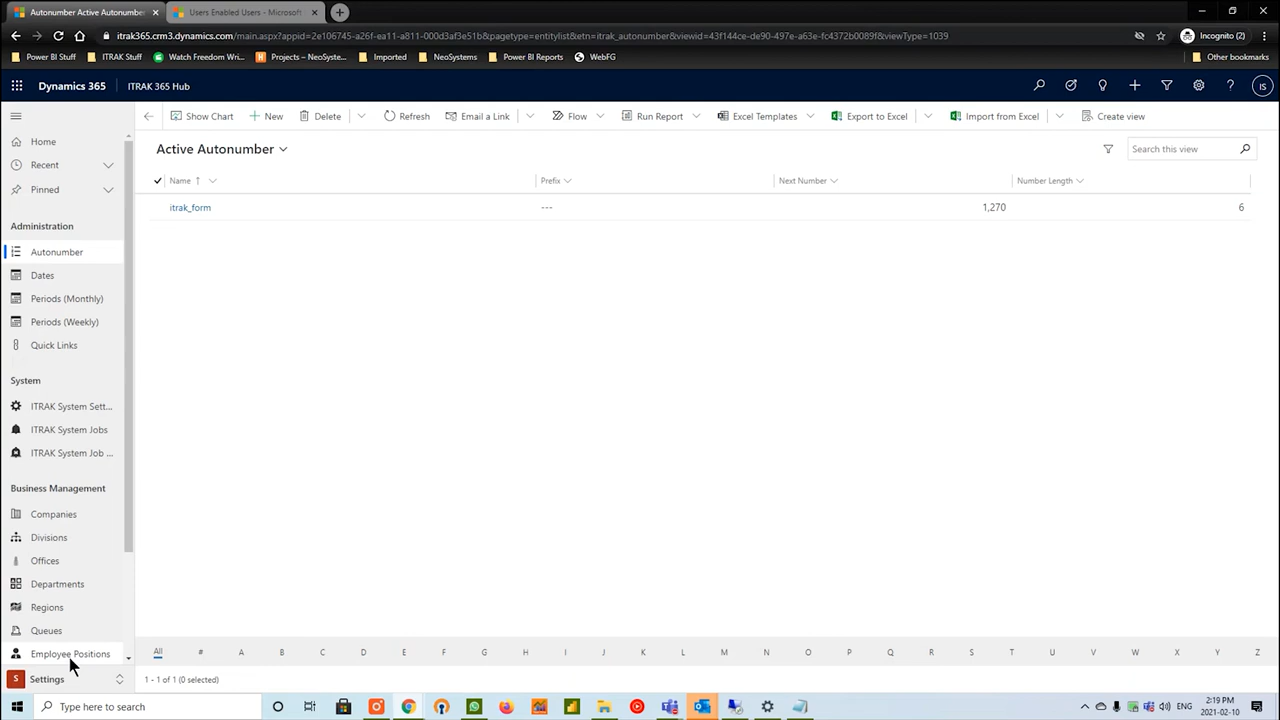 Autonumber Active Autonumber
Users Enabled Users - Microsoft
itrak365.crm3.dynamics.com/main.aspx?appid=2e106745-a26f-ea11-a811-000d3af3e51b&pagetype=entitylist&etn=itrak_autonumber&viewid=43f144ce-de90-497e-a63e-fc4372b0089f&viewType=1039
Incognito (2)
Power BI Stuff
ITRAK Stuff
Watch Freedom Wri...
Projects – NeoSyste...
Imported
NeoSystems
Power BI Reports
WebFG
Other bookmarks
Dynamics 365
ITRAK 365 Hub
IS
Show Chart
New
Delete
Refresh
Email a Link
Flow
Run Report
Excel Templates
Export to Excel
Import from Excel
Create view
Home
Recent
Pinned
Administration
Autonumber
Dates
Periods (Monthly)
Periods (Weekly)
Quick Links
System
ITRAK System Sett...
ITRAK System Jobs
ITRAK System Job ...
Business Management
Companies
Divisions
Offices
Departments
Regions
Queues
Employee Positions
S Settings
Active Autonumber
Search this view
Name ↑ Prefix Next Number Number Length
itrak_form --- 1,270 6
All # A B C D E F G H I J K L M N O P Q R S T U V W X Y Z
1 - 1 of 1 (0 selected)
Type here to search
ENG
2:19 PM
2021-02-10